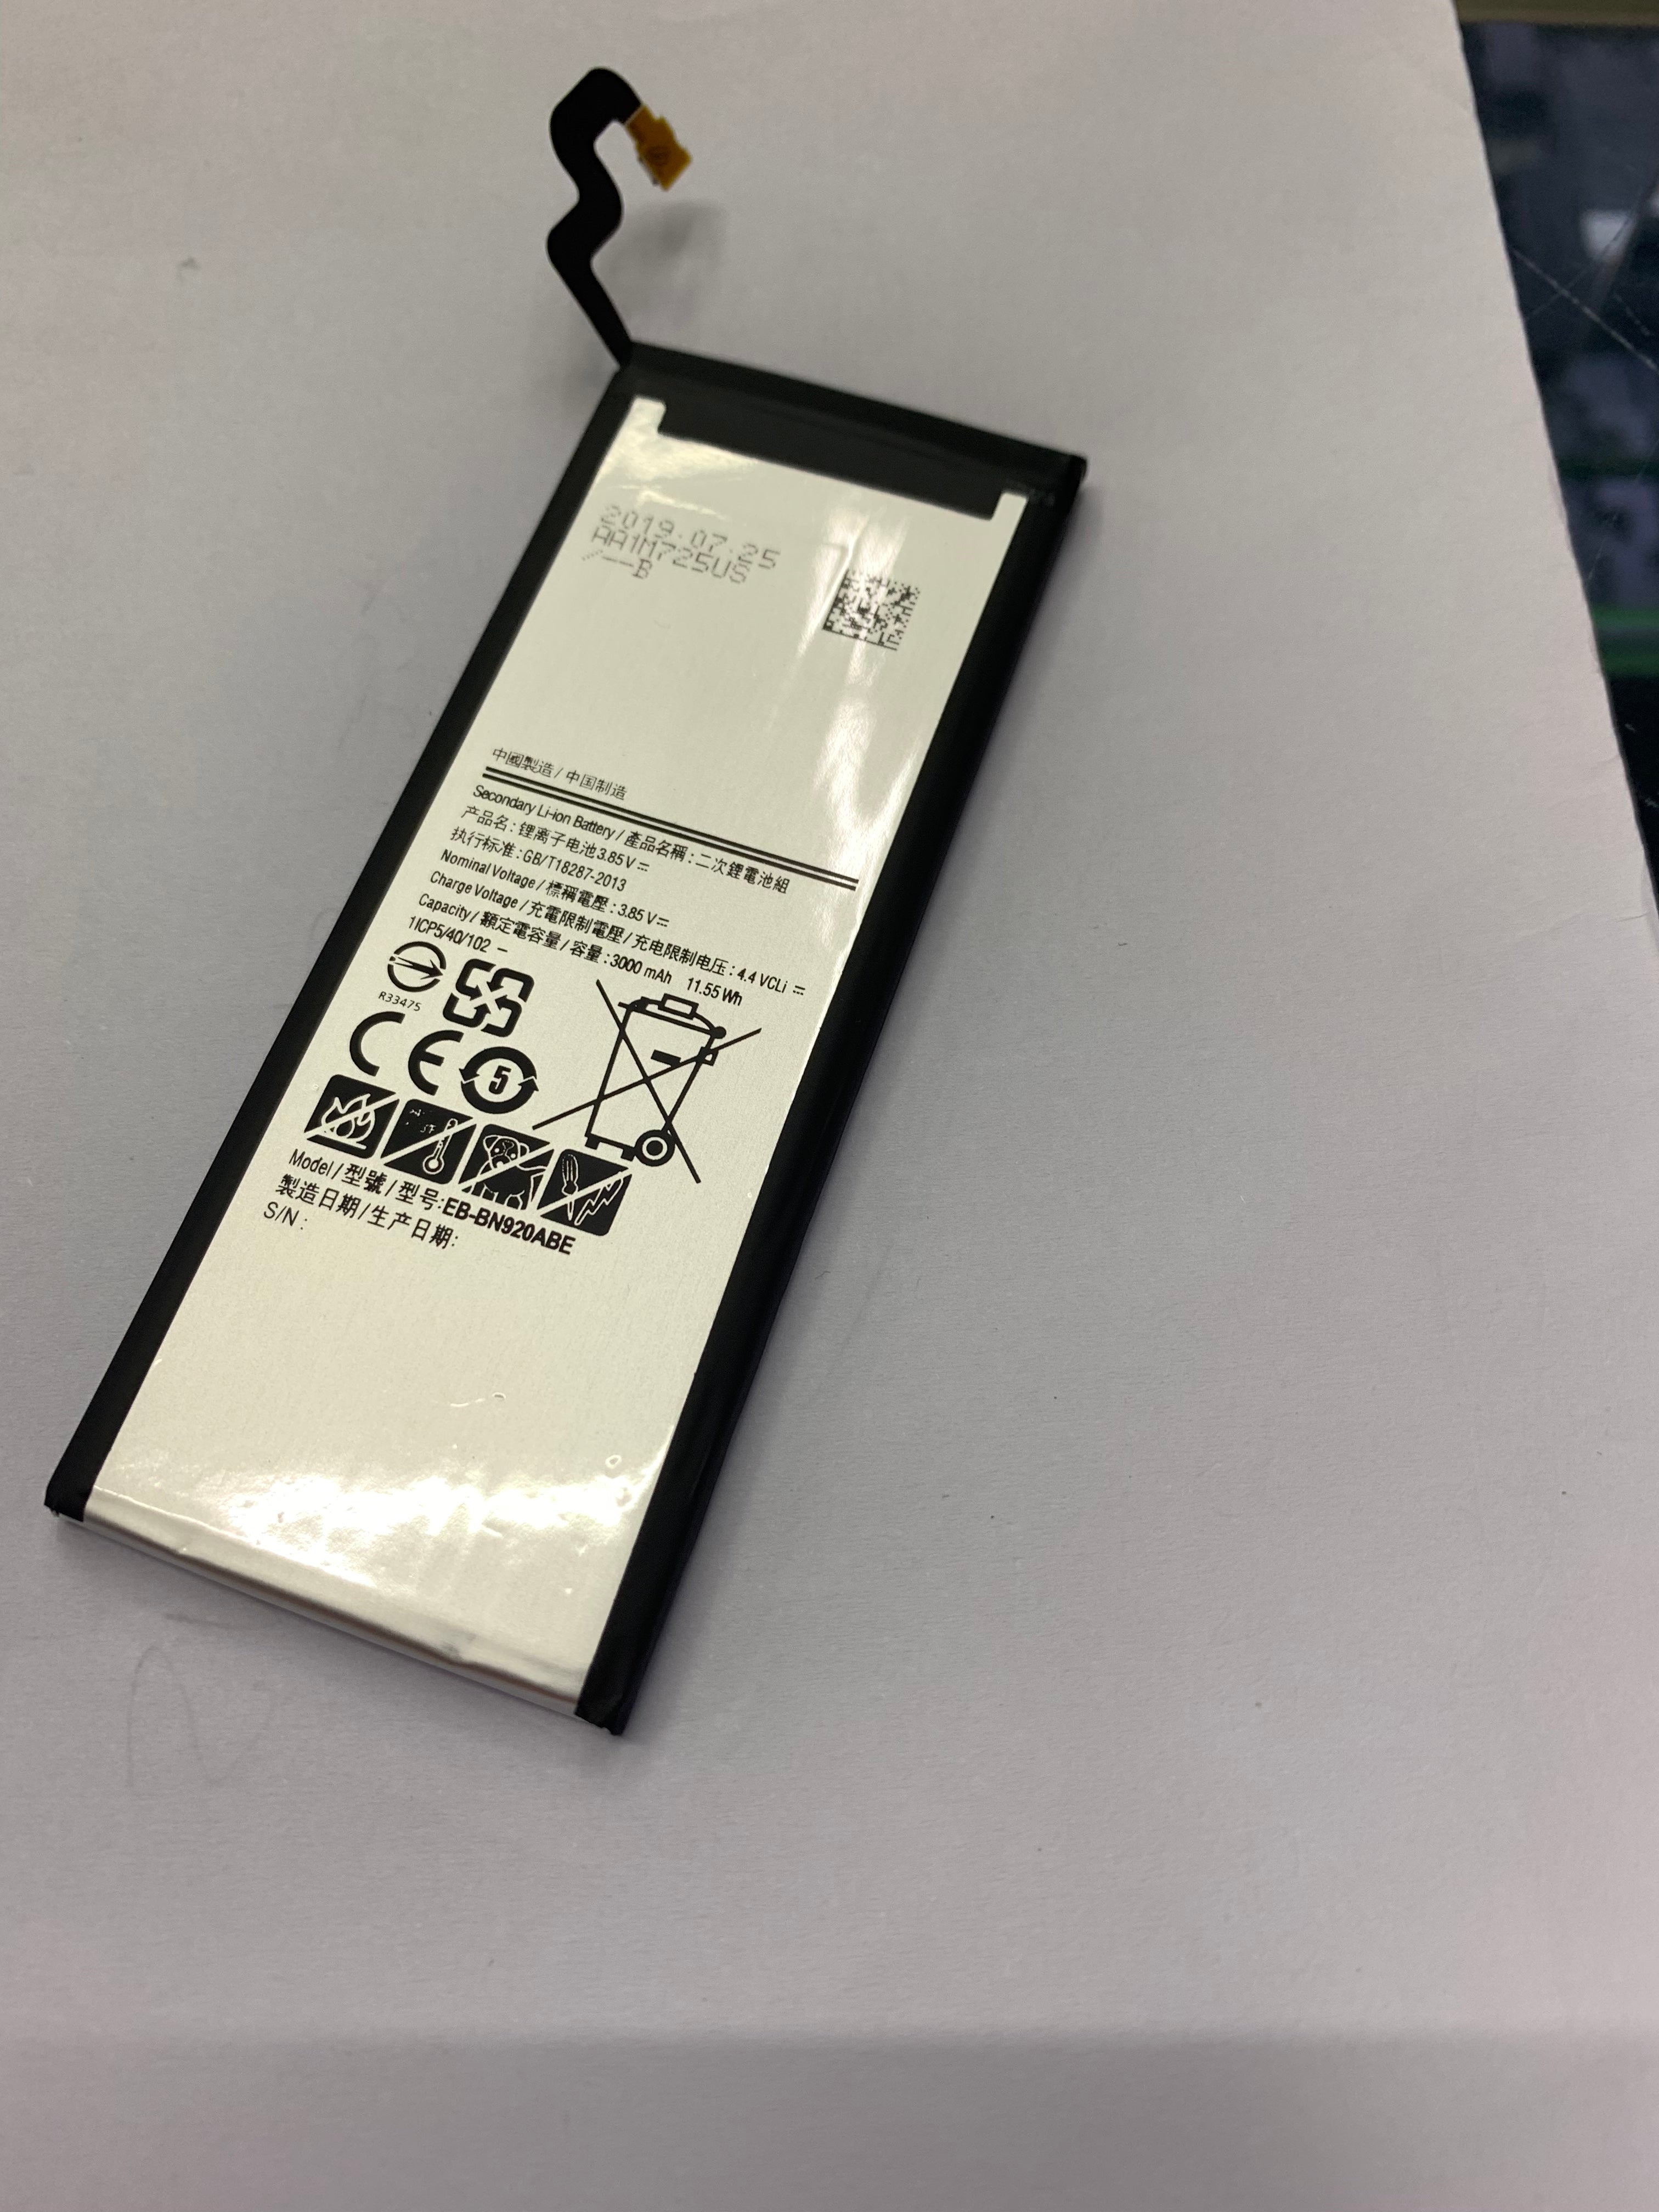 2019.07.25
AA1M725US
/--B
中國製造 / 中国制造
Secondary Li-ion Battery / 產品名稱 : 二次鋰電池組
产品名 : 锂离子电池 3.85 V ⎓
执行标准 : GB/T18287-2013
Nominal Voltage / 標稱電壓 : 3.85 V ⎓
Charge Voltage / 充電限制電壓 / 充电限制电压 : 4.4 VCLi ⎓
Capacity / 額定電容量 / 容量 : 3000 mAh 11.55 Wh
1ICP5/40/102 -
R33475
CE 5
Model / 型號 / 型号: EB-BN920ABE
製造日期 / 生产日期:
S/N :